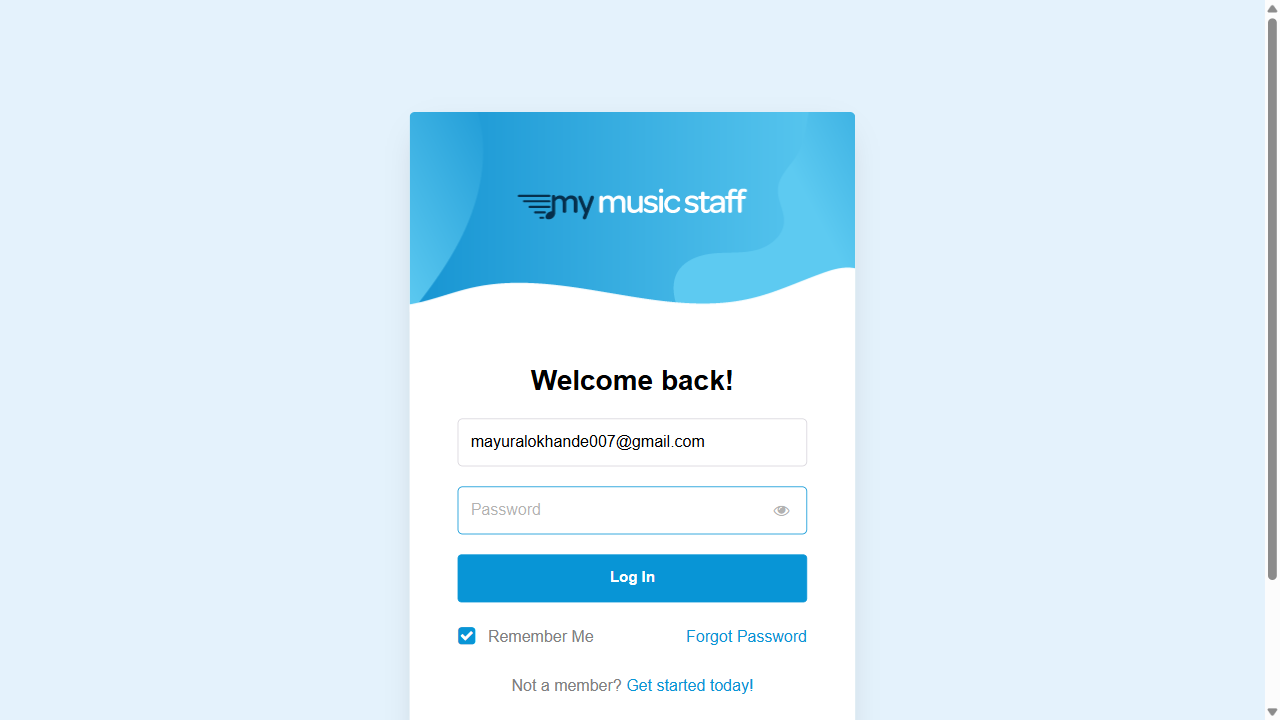 my music staff
Welcome back!
mayuralokhande007@gmail.com
Password
Log In
Remember Me
Forgot Password
Not a member? Get started today!